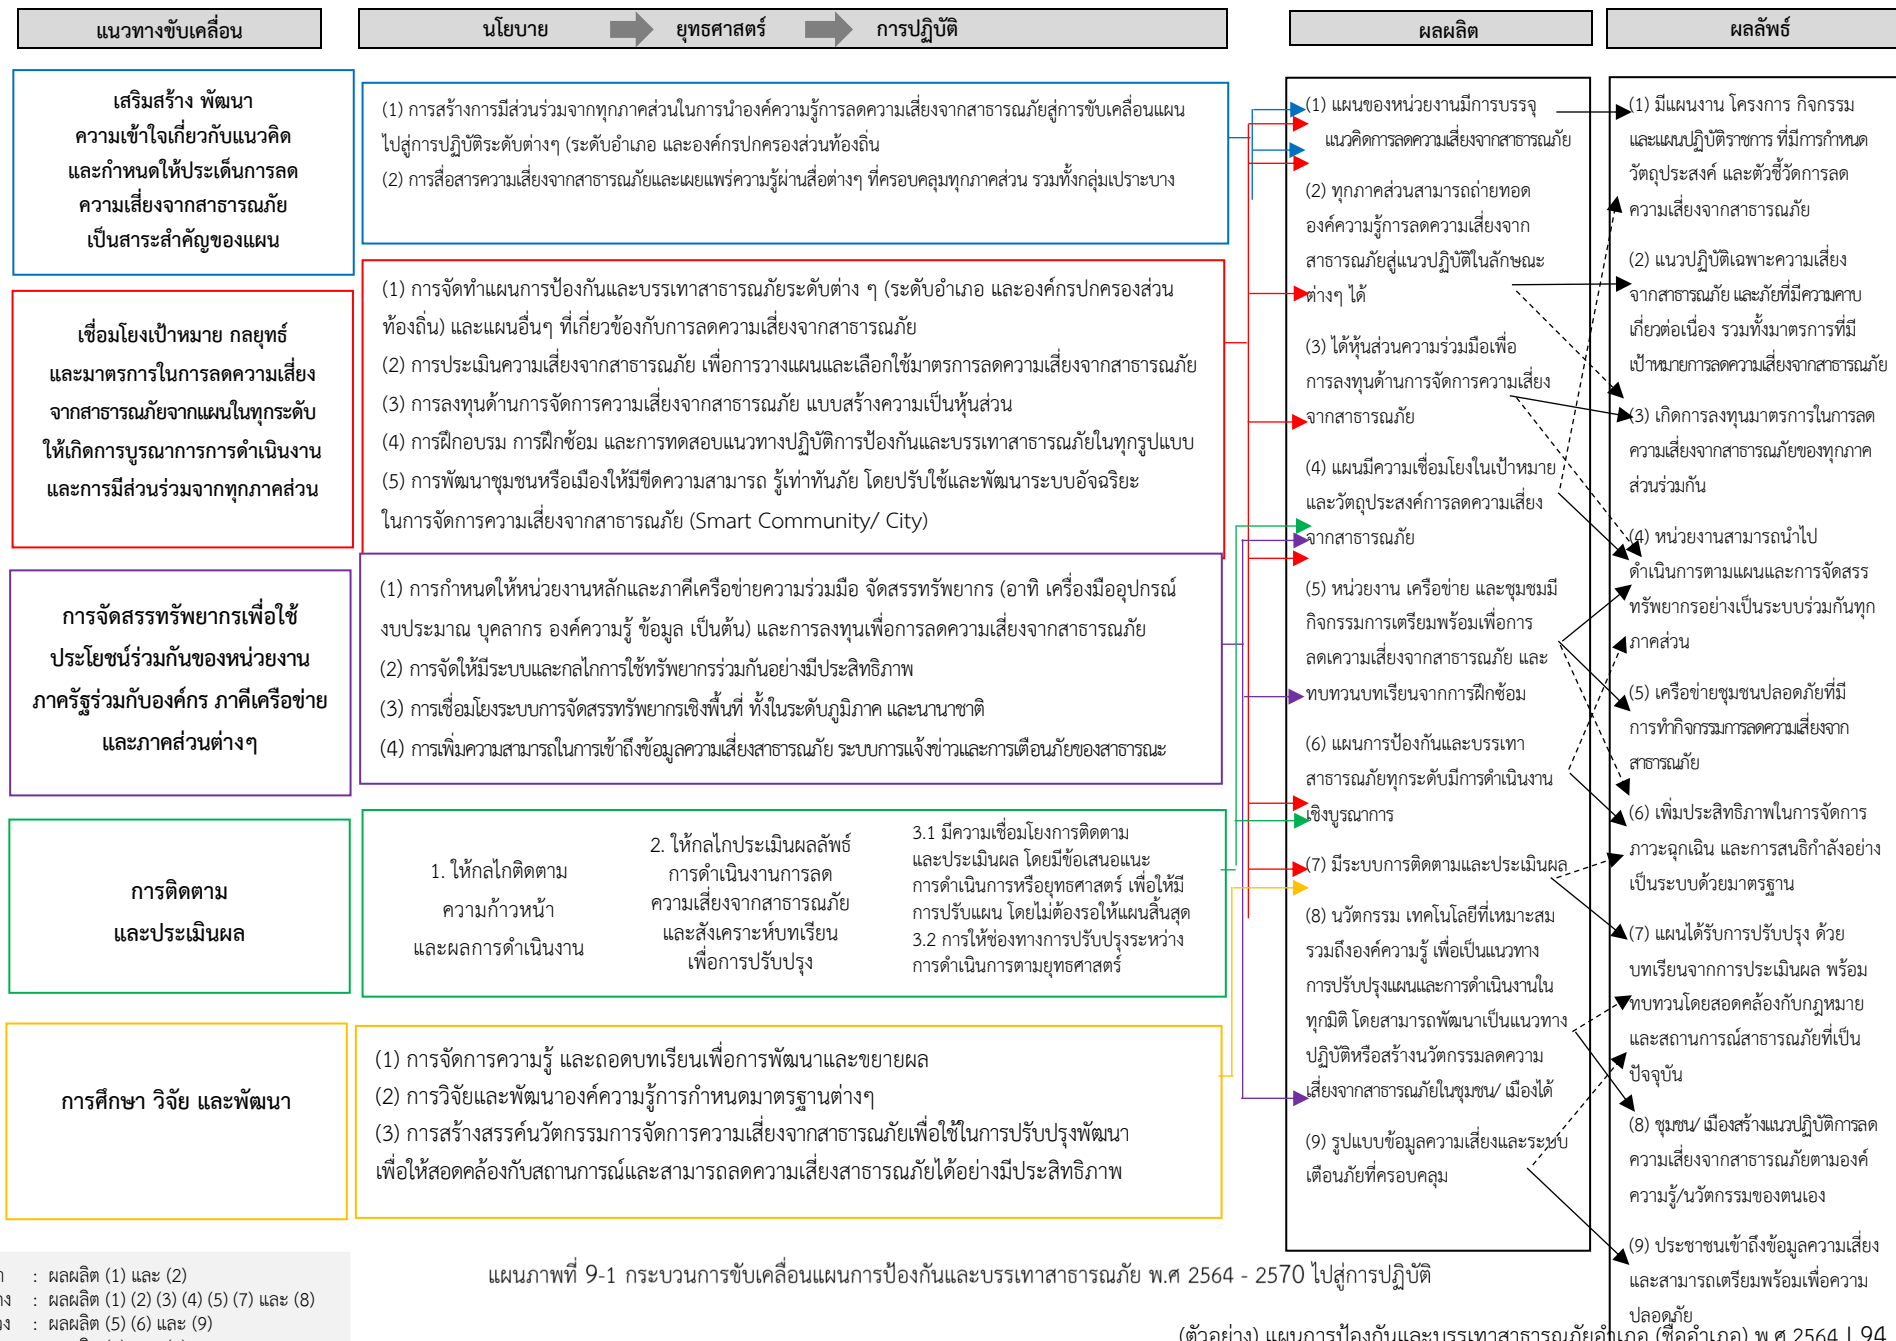 แนวทางขับเคลื่อน
นโยบาย ยุทธศาสตร์ การปฏิบัติ
ผลผลิต
ผลลัพธ์
เสริมสร้าง พัฒนา
ความเข้าใจเกี่ยวกับแนวคิด
และกำหนดให้ประเด็นการลด
ความเสี่ยงจากสาธารณภัย
เป็นสาระสำคัญของแผน
(1) การสร้างการมีส่วนร่วมจากทุกภาคส่วนในการนำองค์ความรู้การลดความเสี่ยงจากสาธารณภัยสู่การขับเคลื่อนแผน
ไปสู่การปฏิบัติระดับต่างๆ (ระดับอำเภอ และองค์กรปกครองส่วนท้องถิ่น
(2) การสื่อสารความเสี่ยงจากสาธารณภัยและเผยแพร่ความรู้ผ่านสื่อต่างๆ ที่ครอบคลุมทุกภาคส่วน รวมทั้งกลุ่มเปราะบาง
เชื่อมโยงเป้าหมาย กลยุทธ์
และมาตรการในการลดความเสี่ยง
จากสาธารณภัยจากแผนในทุกระดับ
ให้เกิดการบูรณาการการดำเนินงาน
และการมีส่วนร่วมจากทุกภาคส่วน
(1) การจัดทำแผนการป้องกันและบรรเทาสาธารณภัยระดับต่าง ๆ (ระดับอำเภอ และองค์กรปกครองส่วน
ท้องถิ่น) และแผนอื่นๆ ที่เกี่ยวข้องกับการลดความเสี่ยงจากสาธารณภัย
(2) การประเมินความเสี่ยงจากสาธารณภัย เพื่อการวางแผนและเลือกใช้มาตรการลดความเสี่ยงจากสาธารณภัย
(3) การลงทุนด้านการจัดการความเสี่ยงจากสาธารณภัย แบบสร้างความเป็นหุ้นส่วน
(4) การฝึกอบรม การฝึกซ้อม และการทดสอบแนวทางปฏิบัติการป้องกันและบรรเทาสาธารณภัยในทุกรูปแบบ
(5) การพัฒนาชุมชนหรือเมืองให้มีขีดความสามารถ รู้เท่าทันภัย โดยปรับใช้และพัฒนาระบบอัจฉริยะ
ในการจัดการความเสี่ยงจากสาธารณภัย (Smart Community/ City)
การจัดสรรทรัพยากรเพื่อใช้
ประโยชน์ร่วมกันของหน่วยงาน
ภาครัฐร่วมกับองค์กร ภาคีเครือข่าย
และภาคส่วนต่างๆ
(1) การกำหนดให้หน่วยงานหลักและภาคีเครือข่ายความร่วมมือ จัดสรรทรัพยากร (อาทิ เครื่องมืออุปกรณ์
งบประมาณ บุคลากร องค์ความรู้ ข้อมูล เป็นต้น) และการลงทุนเพื่อการลดความเสี่ยงจากสาธารณภัย
(2) การจัดให้มีระบบและกลไกการใช้ทรัพยากรร่วมกันอย่างมีประสิทธิภาพ
(3) การเชื่อมโยงระบบการจัดสรรทรัพยากรเชิงพื้นที่ ทั้งในระดับภูมิภาค และนานาชาติ
(4) การเพิ่มความสามารถในการเข้าถึงข้อมูลความเสี่ยงสาธารณภัย ระบบการแจ้งข่าวและการเตือนภัยของสาธารณะ
การติดตาม
และประเมินผล
1. ให้กลไกติดตาม
ความก้าวหน้า
และผลการดำเนินงาน
2. ให้กลไกประเมินผลลัพธ์
การดำเนินงานการลด
ความเสี่ยงจากสาธารณภัย
และสังเคราะห์บทเรียน
เพื่อการปรับปรุง
3.1 มีความเชื่อมโยงการติดตาม
และประเมินผล โดยมีข้อเสนอแนะ
การดำเนินการหรือยุทธศาสตร์ เพื่อให้มี
การปรับแผน โดยไม่ต้องรอให้แผนสิ้นสุด
3.2 การให้ช่องทางการปรับปรุงระหว่าง
การดำเนินการตามยุทธศาสตร์
การศึกษา วิจัย และพัฒนา
(1) การจัดการความรู้ และถอดบทเรียนเพื่อการพัฒนาและขยายผล
(2) การวิจัยและพัฒนาองค์ความรู้การกำหนดมาตรฐานต่างๆ
(3) การสร้างสรรค์นวัตกรรมการจัดการความเสี่ยงจากสาธารณภัยเพื่อใช้ในการปรับปรุงพัฒนา
เพื่อให้สอดคล้องกับสถานการณ์และสามารถลดความเสี่ยงสาธารณภัยได้อย่างมีประสิทธิภาพ
(1) แผนของหน่วยงานมีการบรรจุ
แนวคิดการลดความเสี่ยงจากสาธารณภัย
(2) ทุกภาคส่วนสามารถถ่ายทอด
องค์ความรู้การลดความเสี่ยงจาก
สาธารณภัยสู่แนวปฏิบัติในลักษณะ
ต่างๆ ได้
(3) ได้หุ้นส่วนความร่วมมือเพื่อ
การลงทุนด้านการจัดการความเสี่ยง
จากสาธารณภัย
(4) แผนมีความเชื่อมโยงในเป้าหมาย
และวัตถุประสงค์การลดความเสี่ยง
จากสาธารณภัย
(5) หน่วยงาน เครือข่าย และชุมชนมี
กิจกรรมการเตรียมพร้อมเพื่อการ
ลดเความเสี่ยงจากสาธารณภัย และ
ทบทวนบทเรียนจากการฝึกซ้อม
(6) แผนการป้องกันและบรรเทา
สาธารณภัยทุกระดับมีการดำเนินงาน
เชิงบูรณาการ
(7) มีระบบการติดตามและประเมินผล
(8) นวัตกรรม เทคโนโลยีที่เหมาะสม
รวมถึงองค์ความรู้ เพื่อเป็นแนวทาง
การปรับปรุงแผนและการดำเนินงานใน
ทุกมิติ โดยสามารถพัฒนาเป็นแนวทาง
ปฏิบัติหรือสร้างนวัตกรรมลดความ
เสี่ยงจากสาธารณภัยในชุมชน/ เมืองได้
(9) รูปแบบข้อมูลความเสี่ยงและระบบ
เตือนภัยที่ครอบคลุม
(1) มีแผนงาน โครงการ กิจกรรม
และแผนปฏิบัติราชการ ที่มีการกำหนด
วัตถุประสงค์ และตัวชี้วัดการลด
ความเสี่ยงจากสาธารณภัย
(2) แนวปฏิบัติเฉพาะความเสี่ยง
จากสาธารณภัย และภัยที่มีความคาบ
เกี่ยวต่อเนื่อง รวมทั้งมาตรการที่มี
เป้าหมายการลดความเสี่ยงจากสาธารณภัย
(3) เกิดการลงทุนมาตรการในการลด
ความเสี่ยงจากสาธารณภัยของทุกภาค
ส่วนร่วมกัน
(4) หน่วยงานสามารถนำไป
ดำเนินการตามแผนและการจัดสรร
ทรัพยากรอย่างเป็นระบบร่วมกันทุก
ภาคส่วน
(5) เครือข่ายชุมชนปลอดภัยที่มี
การทำกิจกรรมการลดความเสี่ยงจาก
สาธารณภัย
(6) เพิ่มประสิทธิภาพในการจัดการ
ภาวะฉุกเฉิน และการสนธิกำลังอย่าง
เป็นระบบด้วยมาตรฐาน
(7) แผนได้รับการปรับปรุง ด้วย
บทเรียนจากการประเมินผล พร้อม
ทบทวนโดยสอดคล้องกับกฎหมาย
และสถานการณ์สาธารณภัยที่เป็น
ปัจจุบัน
(8) ชุมชน/ เมืองสร้างแนวปฏิบัติการลด
ความเสี่ยงจากสาธารณภัยตามองค์
ความรู้/นวัตกรรมของตนเอง
(9) ประชาชนเข้าถึงข้อมูลความเสี่ยง
และสามารถเตรียมพร้อมเพื่อความ
ปลอดภัย
: ผลผลิต (1) และ (2)
: ผลผลิต (1) (2) (3) (4) (5) (7) และ (8)
: ผลผลิต (5) (6) และ (9)
แผนภาพที่ 9-1 กระบวนการขับเคลื่อนแผนการป้องกันและบรรเทาสาธารณภัย พ.ศ 2564 - 2570 ไปสู่การปฏิบัติ
(ตัวอย่าง) แผนการป้องกันและบรรเทาสาธารณภัยอำเภอ (ชื่ออำเภอ) พ.ศ 2564 | 94